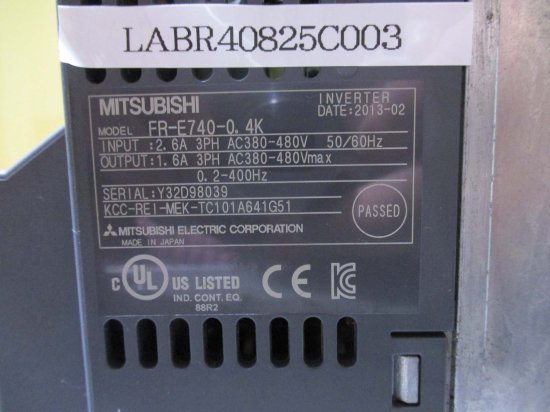 LABR40825C003
MITSUBISHI
INVERTER
MODEL FR-E740-0.4K
DATE:2013-02
INPUT :2.6A 3PH AC380-480V 50/60Hz
OUTPUT:1.6A 3PH AC380-480Vmax
0.2-400Hz
SERIAL:Y32D98039
KCC-REI-MEK-TC101A641G51
PASSED
MITSUBISHI ELECTRIC CORPORATION
MADE IN JAPAN
C UL US LISTED
IND. CONT. EQ.
88R2
CE